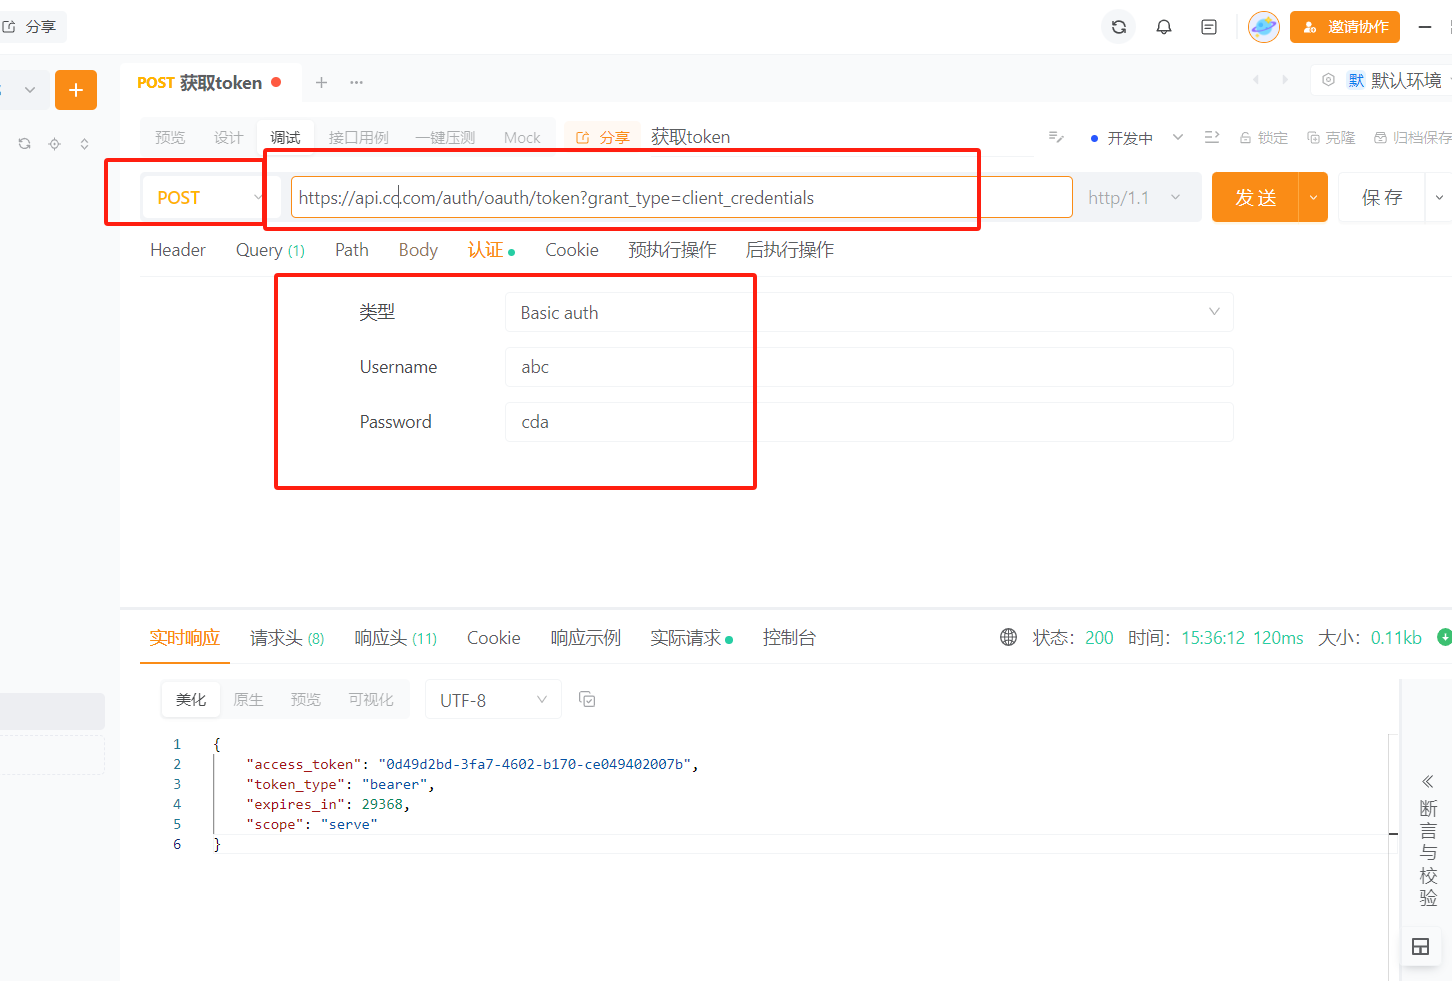 分享
邀请协作
POST 获取token
默 默认环境
预览 设计 调试 接口用例 一键压测 Mock 分享 获取token
开发中 锁定 克隆 归档保存
POST https://api.cd.com/auth/oauth/token?grant_type=client_credentials http/1.1 发送 保存
Header Query (1) Path Body 认证 Cookie 预执行操作 后执行操作
类型 Basic auth
Username abc
Password cda
实时响应 请求头 (8) 响应头 (11) Cookie 响应示例 实际请求 控制台 状态: 200 时间: 15:36:12 120ms 大小: 0.11kb
美化 原生 预览 可视化 UTF-8
1 {
2 "access_token": "0d49d2bd-3fa7-4602-b170-ce049402007b",
3 "token_type": "bearer",
4 "expires_in": 29368,
5 "scope": "serve"
6 }
断言与校验